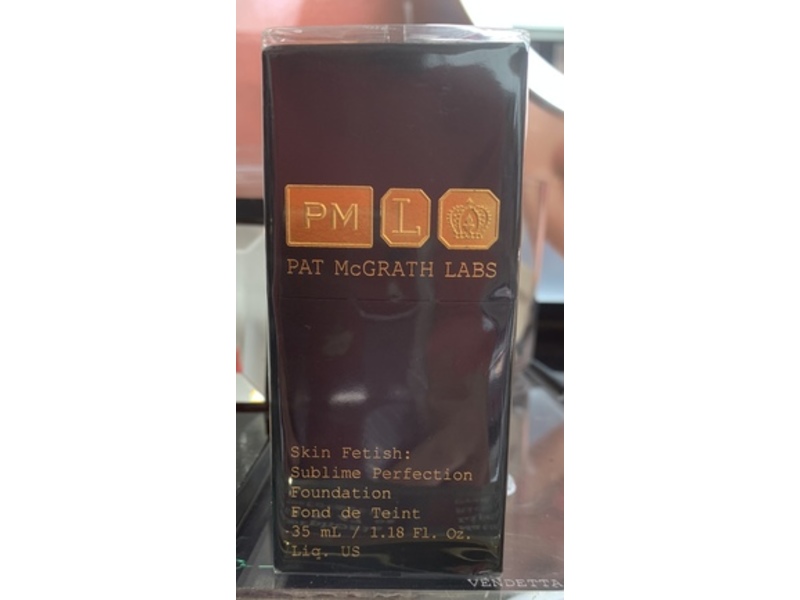 PM L
PAT McGRATH LABS
Skin Fetish:
Sublime Perfection
Foundation
Fond de Teint
35 mL / 1.18 Fl. Oz.
Liq. US
VENDETTA